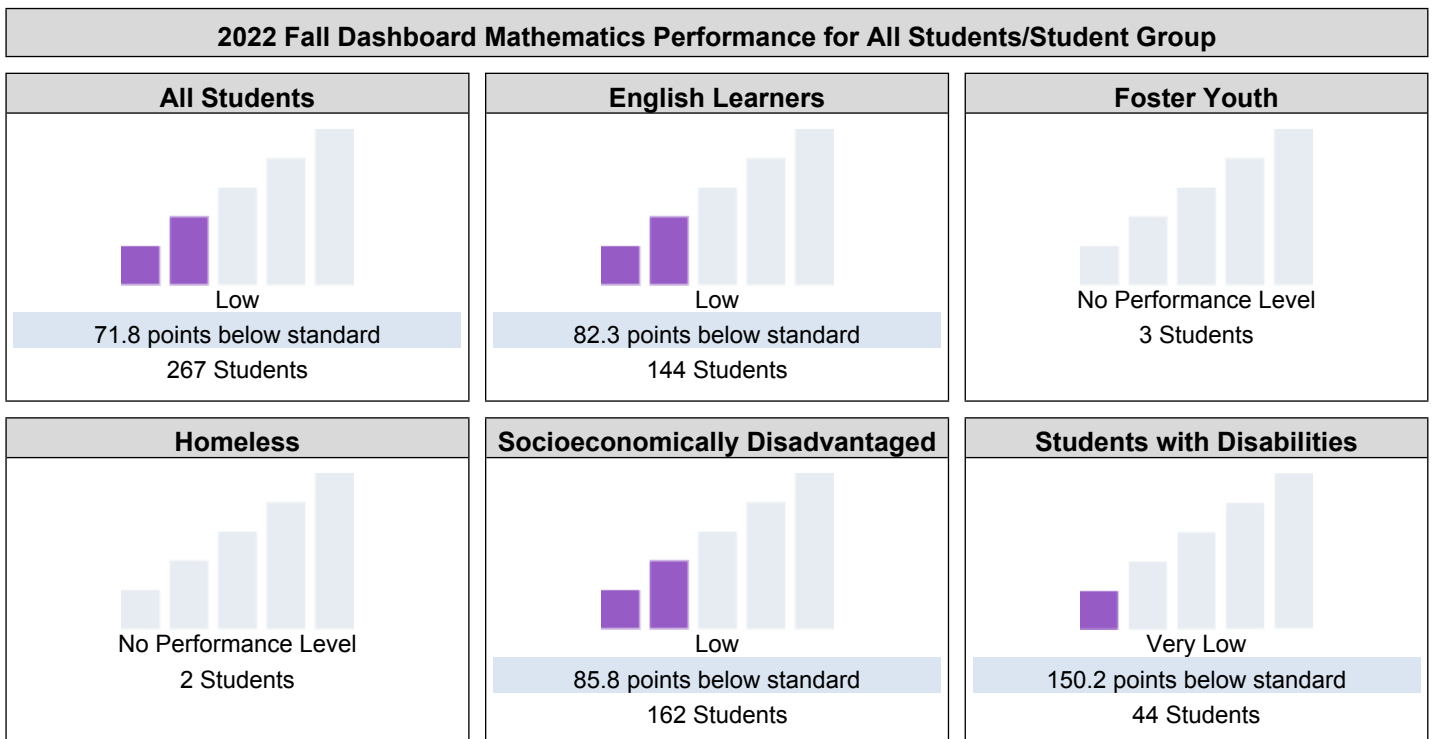 2022 Fall Dashboard Mathematics Performance for All Students/Student Group
All Students
Low
71.8 points below standard
267 Students
English Learners
Low
82.3 points below standard
144 Students
Foster Youth
No Performance Level
3 Students
Homeless
No Performance Level
2 Students
Socioeconomically Disadvantaged
Low
85.8 points below standard
162 Students
Students with Disabilities
Very Low
150.2 points below standard
44 Students